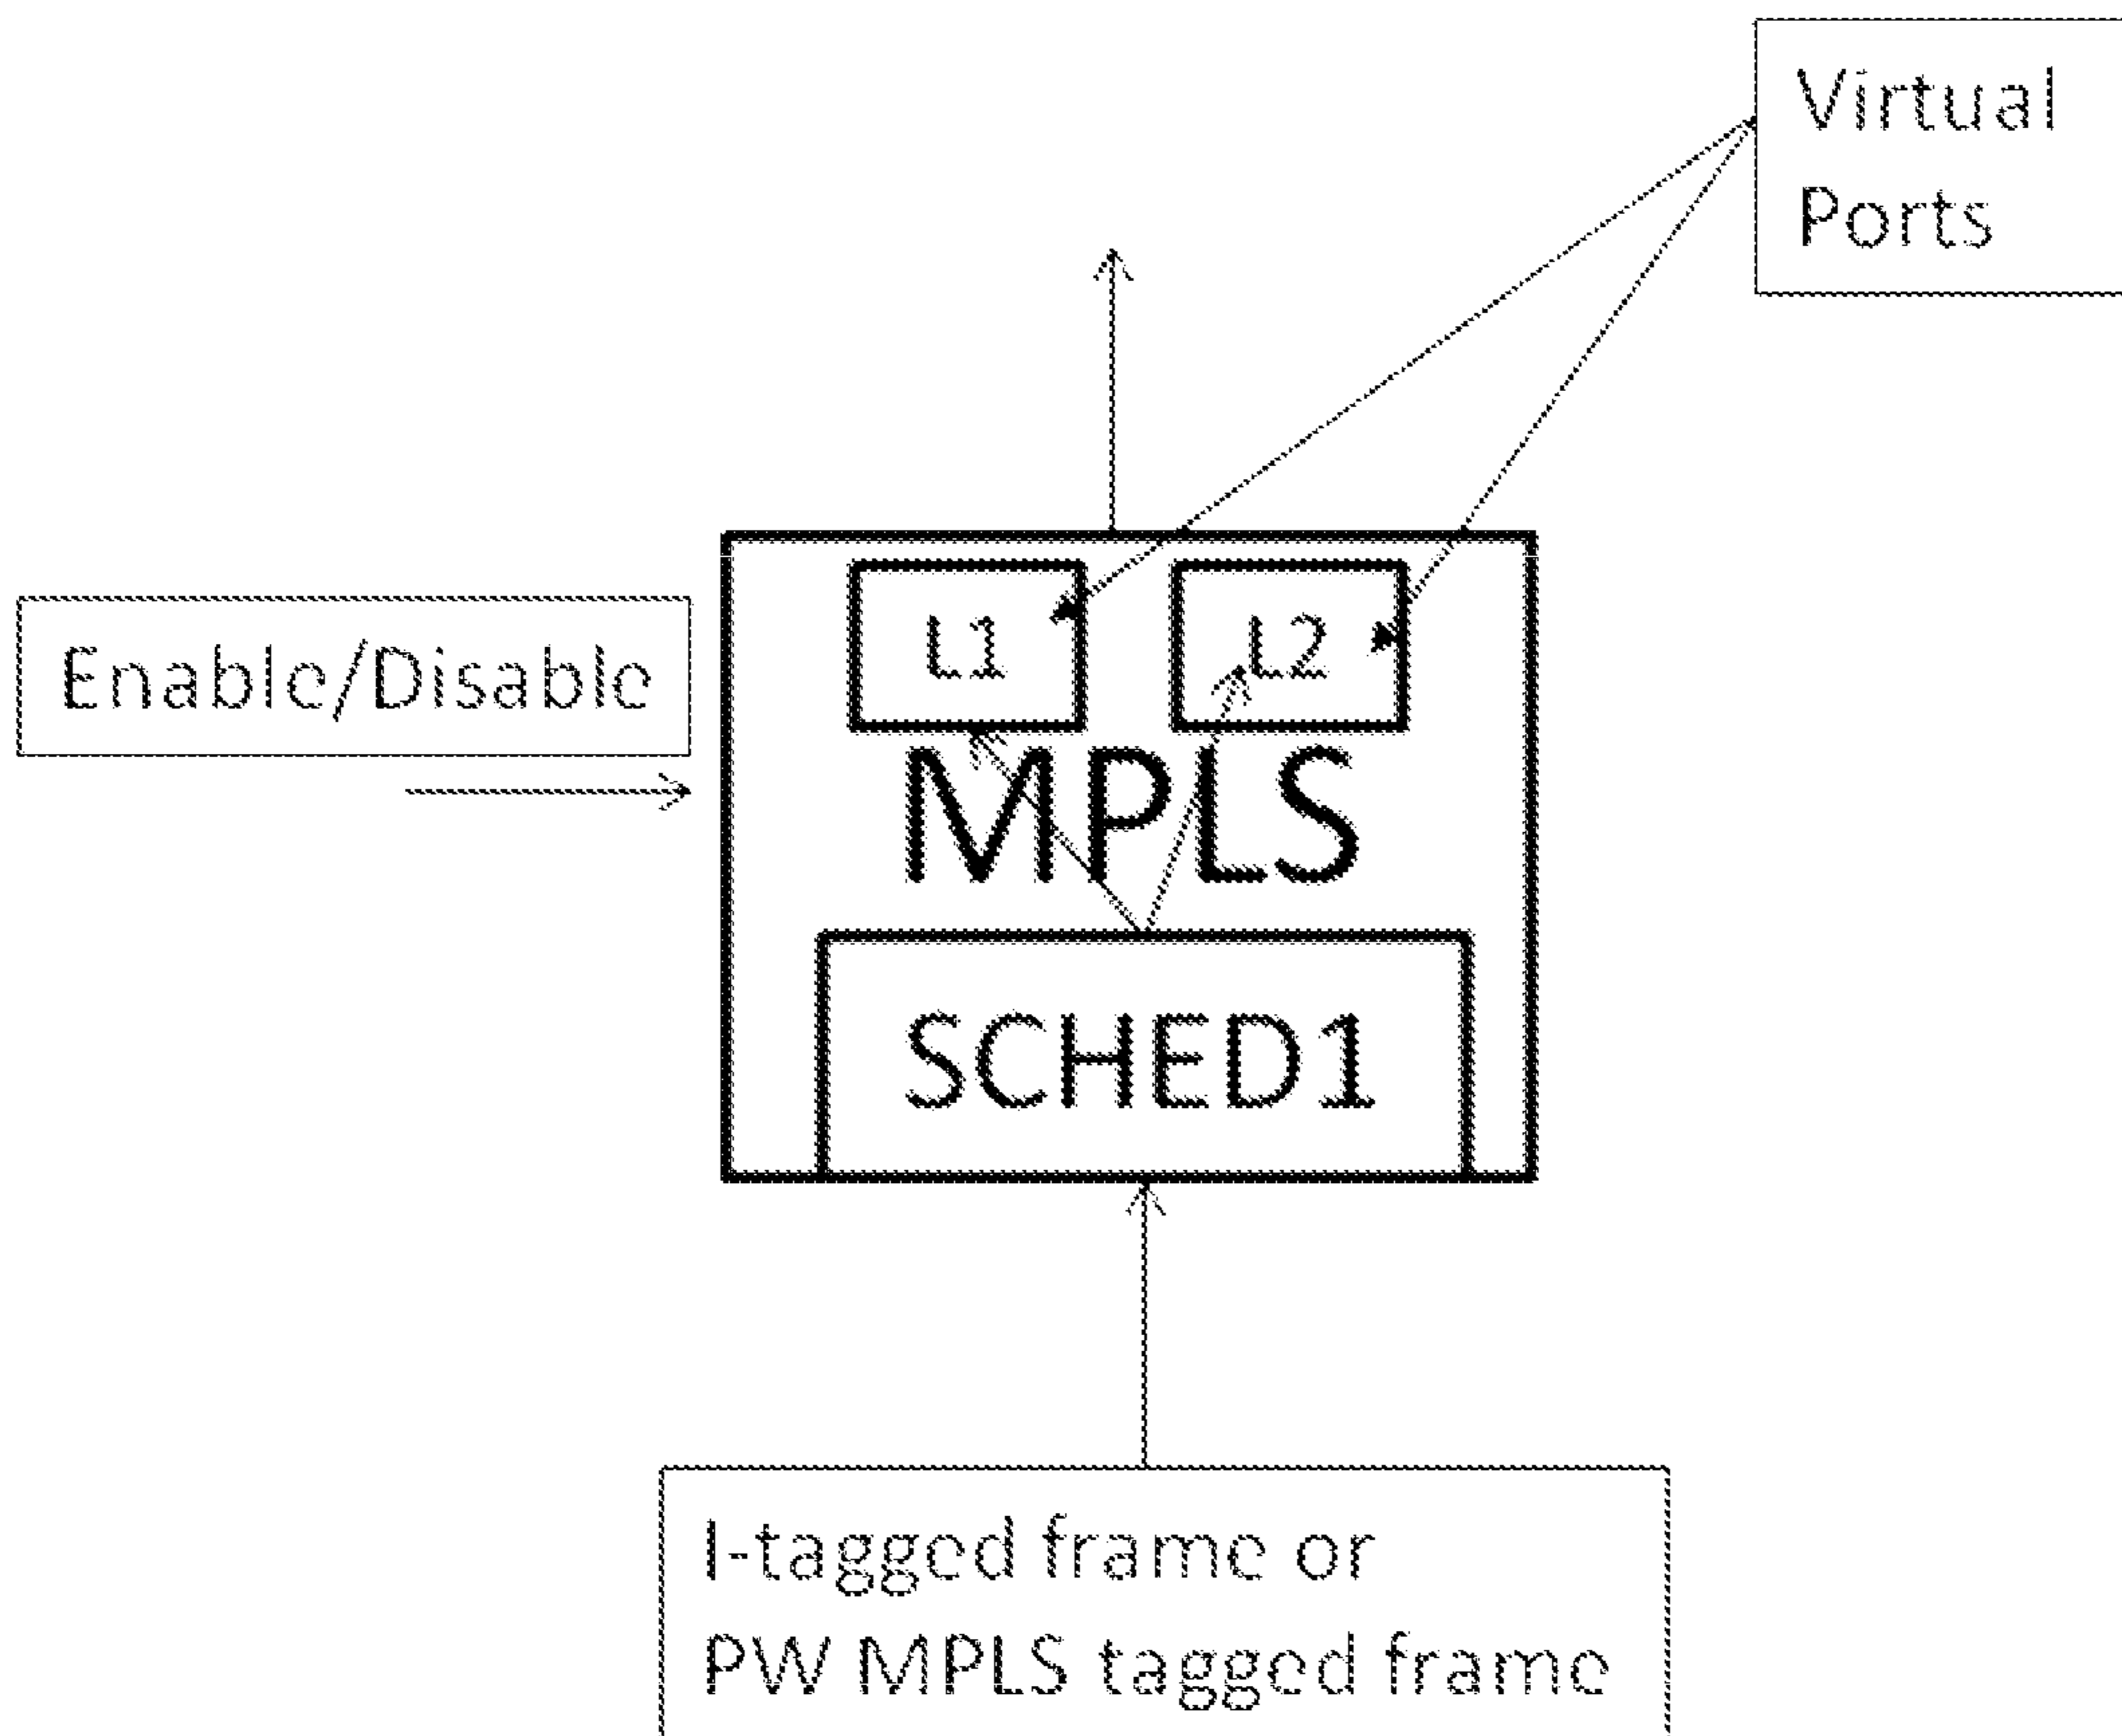 Virtual
Ports
Enable/Disable
L1
L2
MPLS
SCHED1
I-tagged frame or
PW MPLS tagged frame